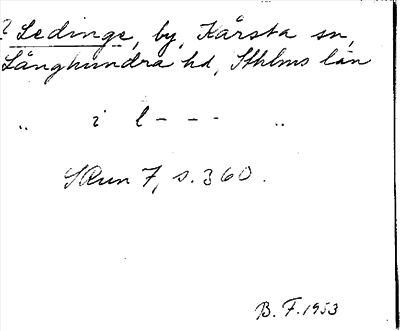 ? Ledinge, by, Kårsta sn,
Långhundra hd, Sthlms län
„ i l - - - „
SRun 7, s. 360.
B. F. 1953